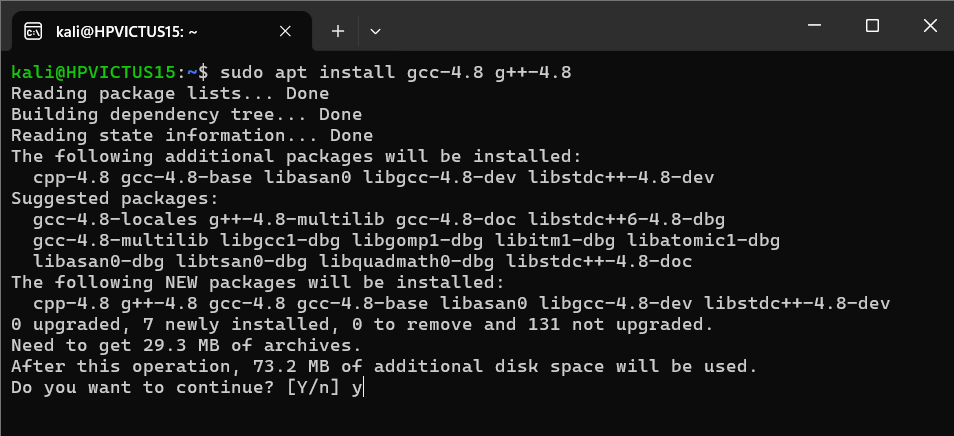 kali@HPVICTUS15: ~
kali@HPVICTUS15:~$ sudo apt install gcc-4.8 g++-4.8
Reading package lists... Done
Building dependency tree... Done
Reading state information... Done
The following additional packages will be installed:
  cpp-4.8 gcc-4.8-base libasan0 libgcc-4.8-dev libstdc++-4.8-dev
Suggested packages:
  gcc-4.8-locales g++-4.8-multilib gcc-4.8-doc libstdc++6-4.8-dbg
  gcc-4.8-multilib libgcc1-dbg libgomp1-dbg libitm1-dbg libatomic1-dbg
  libasan0-dbg libtsan0-dbg libquadmath0-dbg libstdc++-4.8-doc
The following NEW packages will be installed:
  cpp-4.8 g++-4.8 gcc-4.8 gcc-4.8-base libasan0 libgcc-4.8-dev libstdc++-4.8-dev
0 upgraded, 7 newly installed, 0 to remove and 131 not upgraded.
Need to get 29.3 MB of archives.
After this operation, 73.2 MB of additional disk space will be used.
Do you want to continue? [Y/n] y